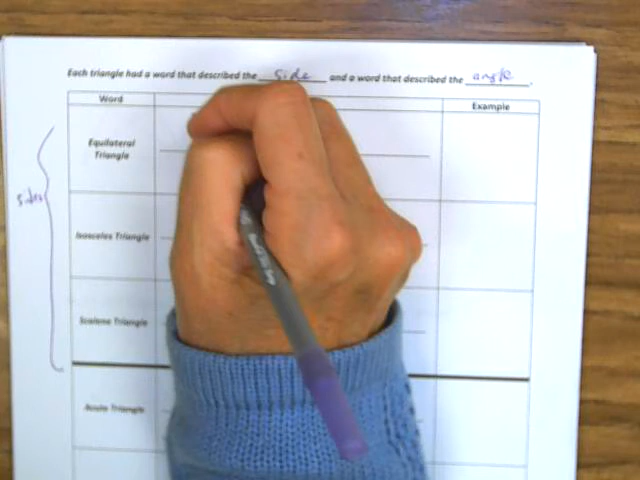 Each triangle had a word that described the side and a word that described the angle.
Word
Example
Equilateral
Triangle
sides
Isosceles Triangle
Scalene Triangle
Acute Triangle